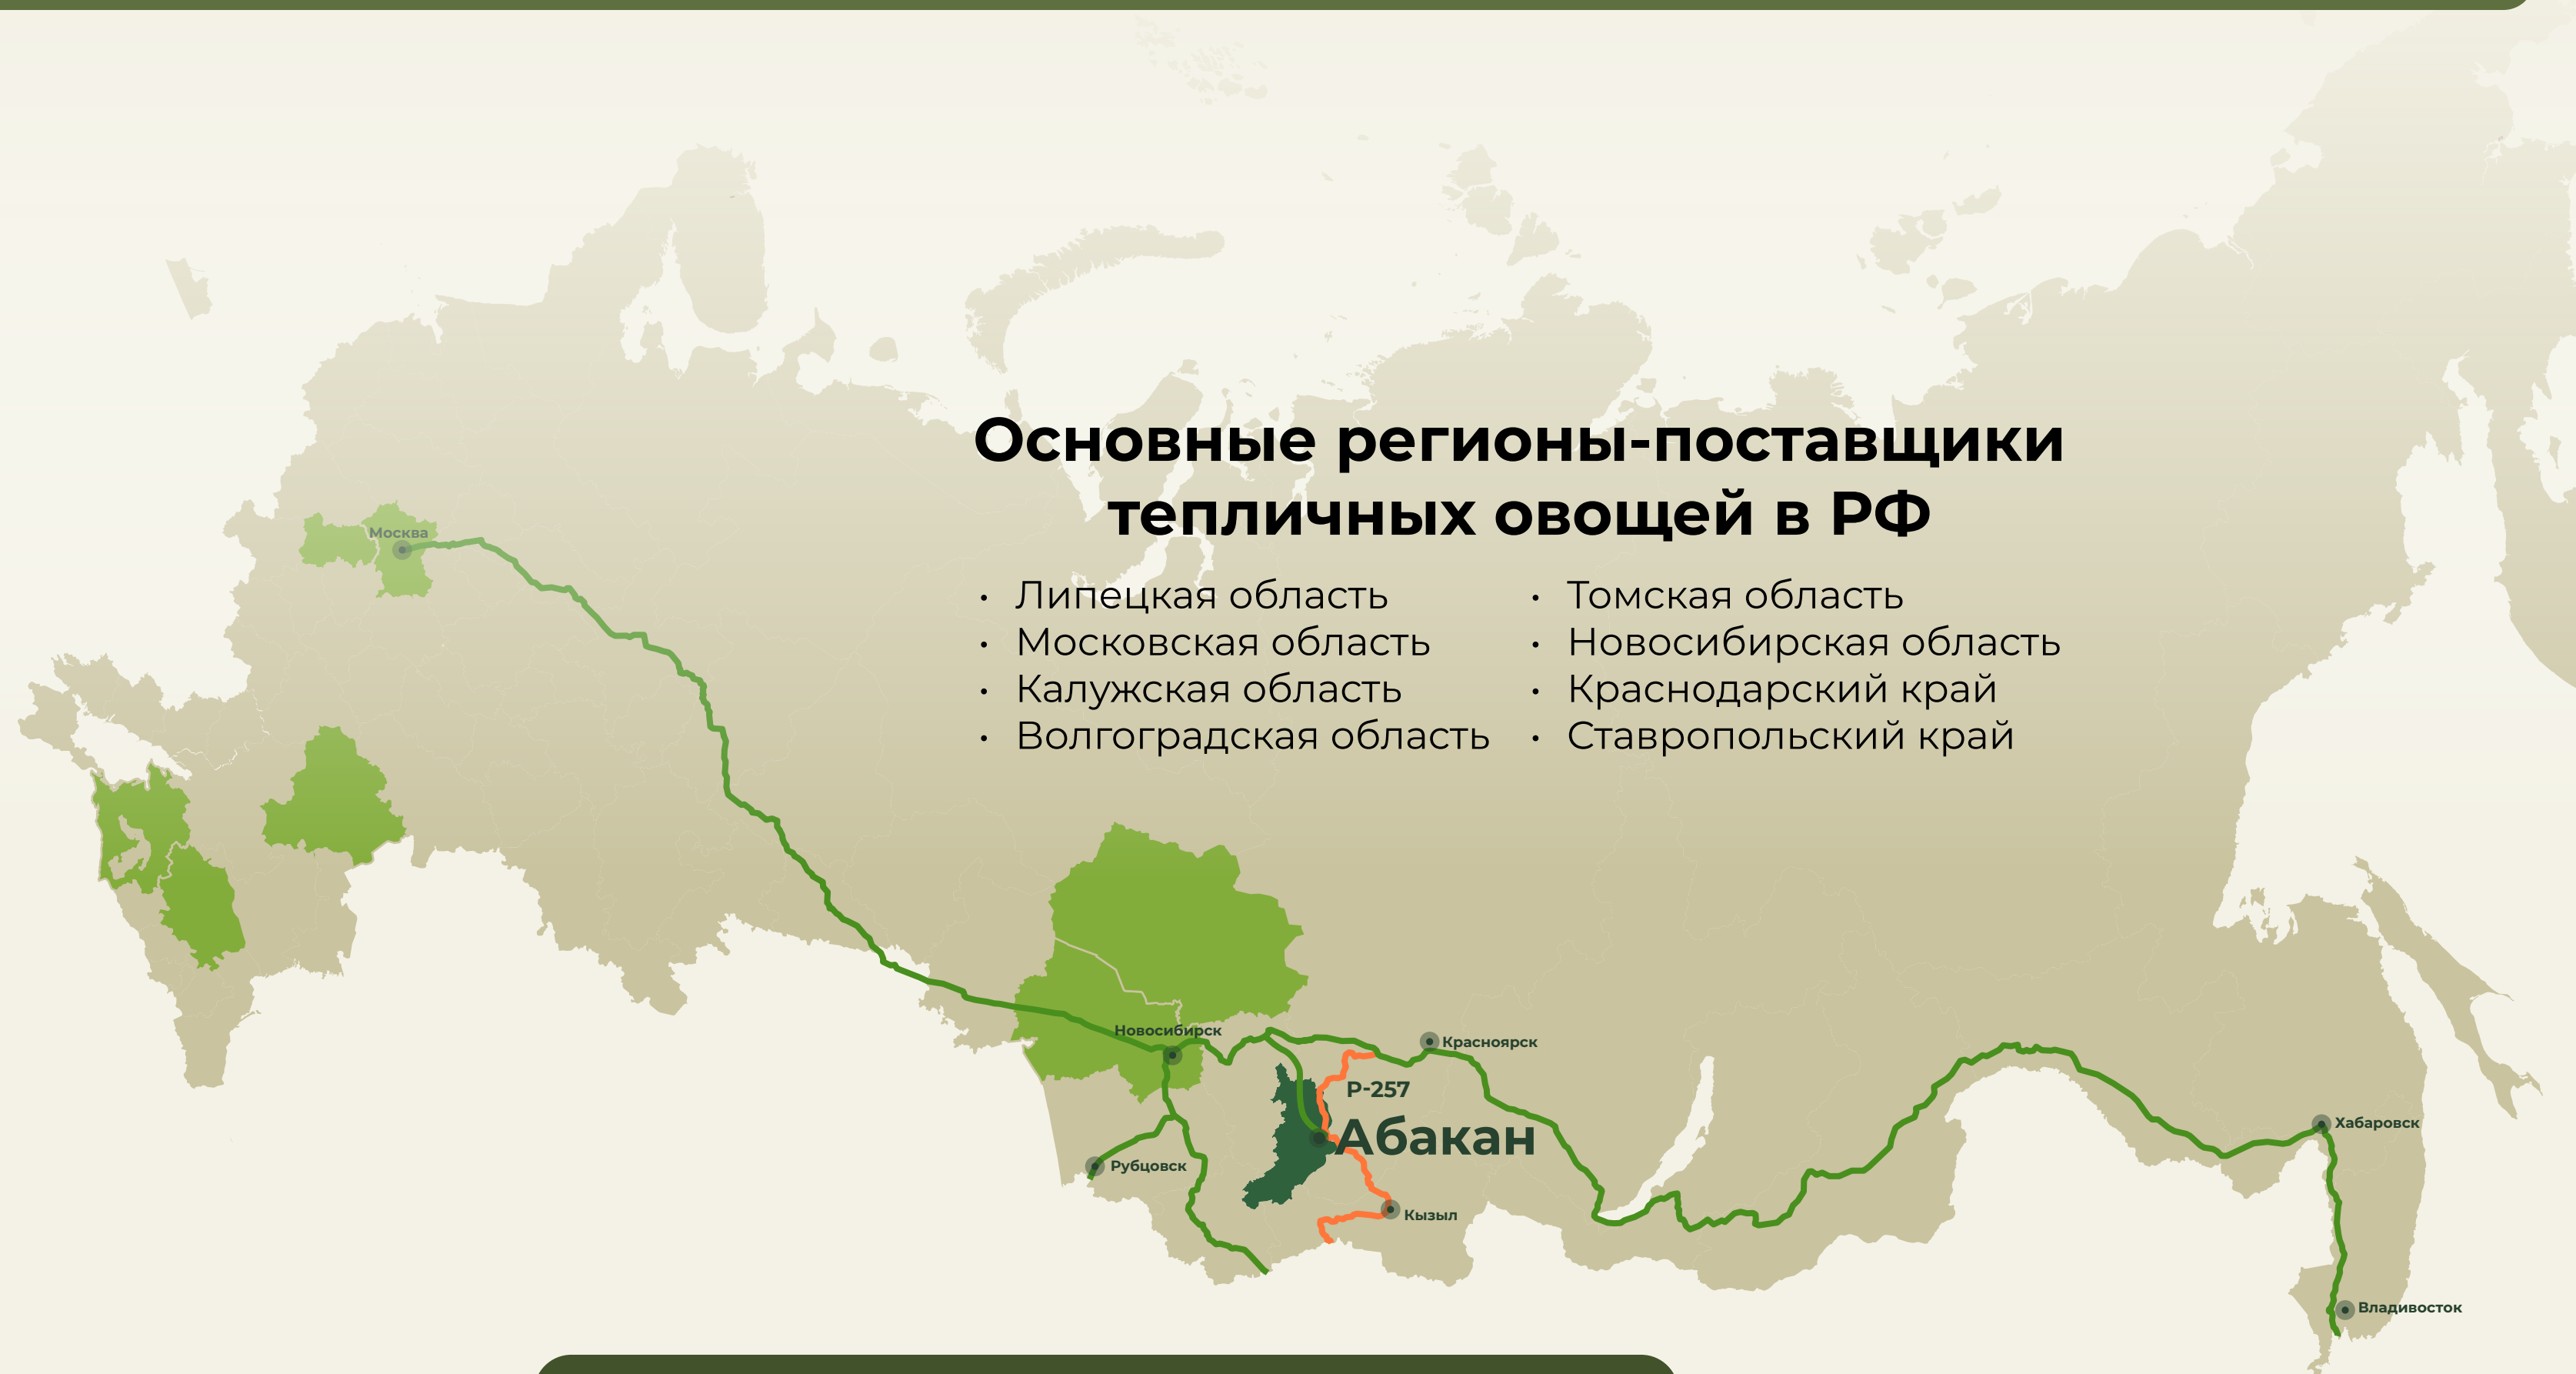 Основные регионы-поставщики
тепличных овощей в РФ
• Липецкая область
• Московская область
• Калужская область
• Волгоградская область
• Томская область
• Новосибирская область
• Краснодарский край
• Ставропольский край
Москва
Новосибирск
Красноярск
Р-257
Абакан
Рубцовск
Кызыл
Хабаровск
Владивосток